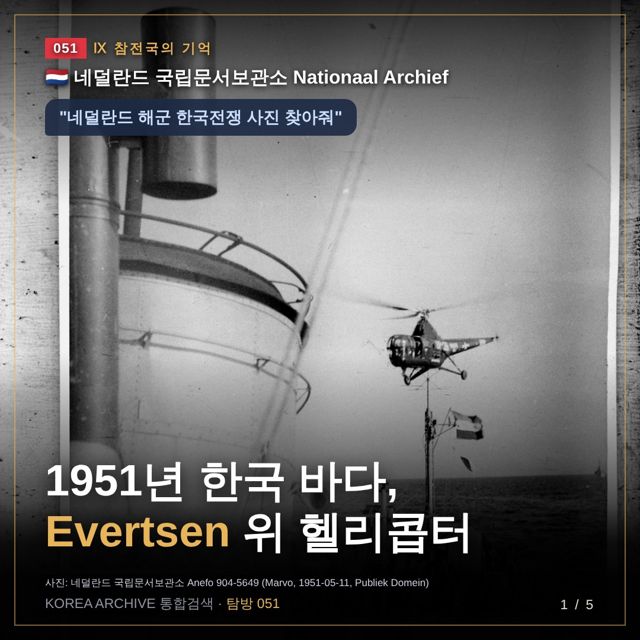 051 IX 참전국의 기억
🇳🇱 네덜란드 국립문서보관소 Nationaal Archief
"네덜란드 해군 한국전쟁 사진 찾아줘"
1951년 한국 바다,
Evertsen 위 헬리콥터
사진: 네덜란드 국립문서보관소 Anefo 904-5649 (Marvo, 1951-05-11, Publiek Domein)
KOREA ARCHIVE 통합검색 · 탐방 051
1 / 5